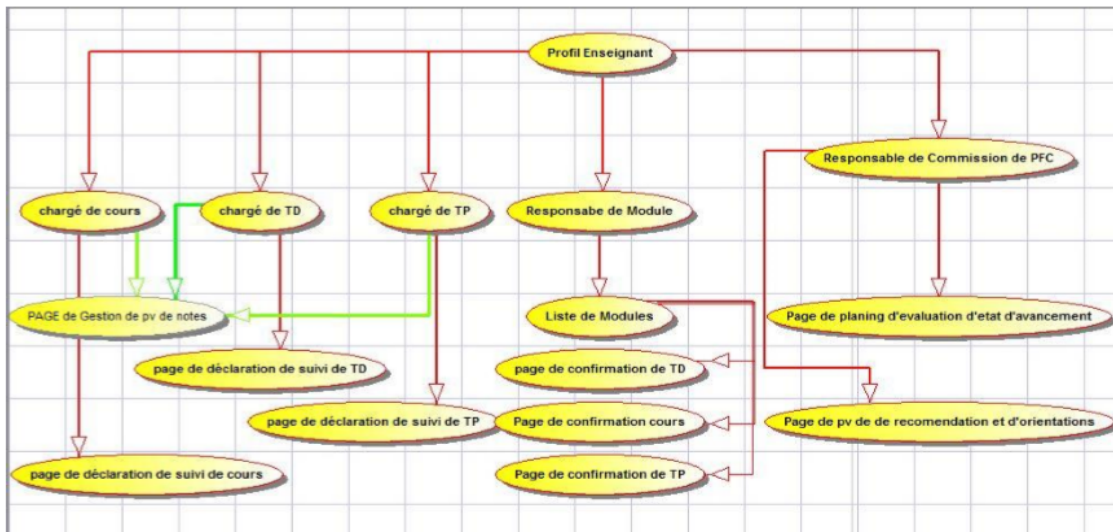 Profil Enseignant
Responsable de Commission de PFC
chargé de cours
chargé de TD
chargé de TP
Responsabe de Module
PAGE de Gestion de pv de notes
Liste de Modules
Page de planing d'evaluation d'etat d'avancement
page de déclaration de suivi de TD
page de confirmation de TD
page de déclaration de suivi de TP
Page de confirmation cours
Page de pv de de recomendation et d'orientations
page de déclaration de suivi de cours
Page de confirmation de TP